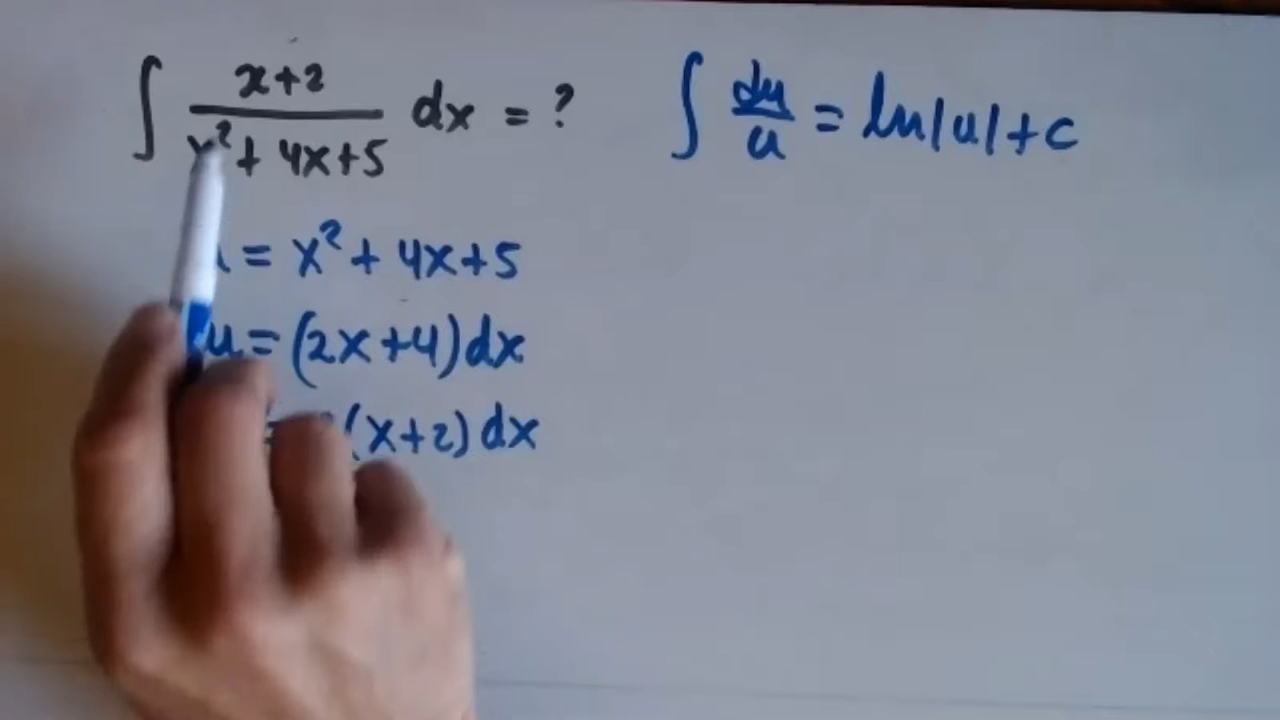 ∫ x+2 / x²+ 4x+5 dx = ?
∫ du/u = ln|u|+c
= x²+ 4x+5
u = (2x+4)dx
(x+2) dx